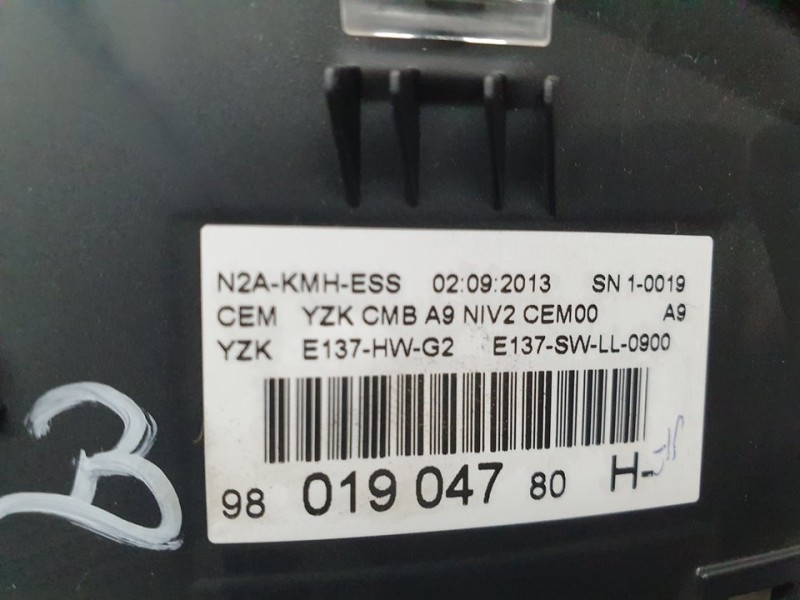 N2A-KMH-ESS 02:09:2013 SN 1-0019
CEM YZK CMB A9 NIV2 CEM00 A9
YZK E137-HW-G2 E137-SW-LL-0900
98 019 047 80 H-
B